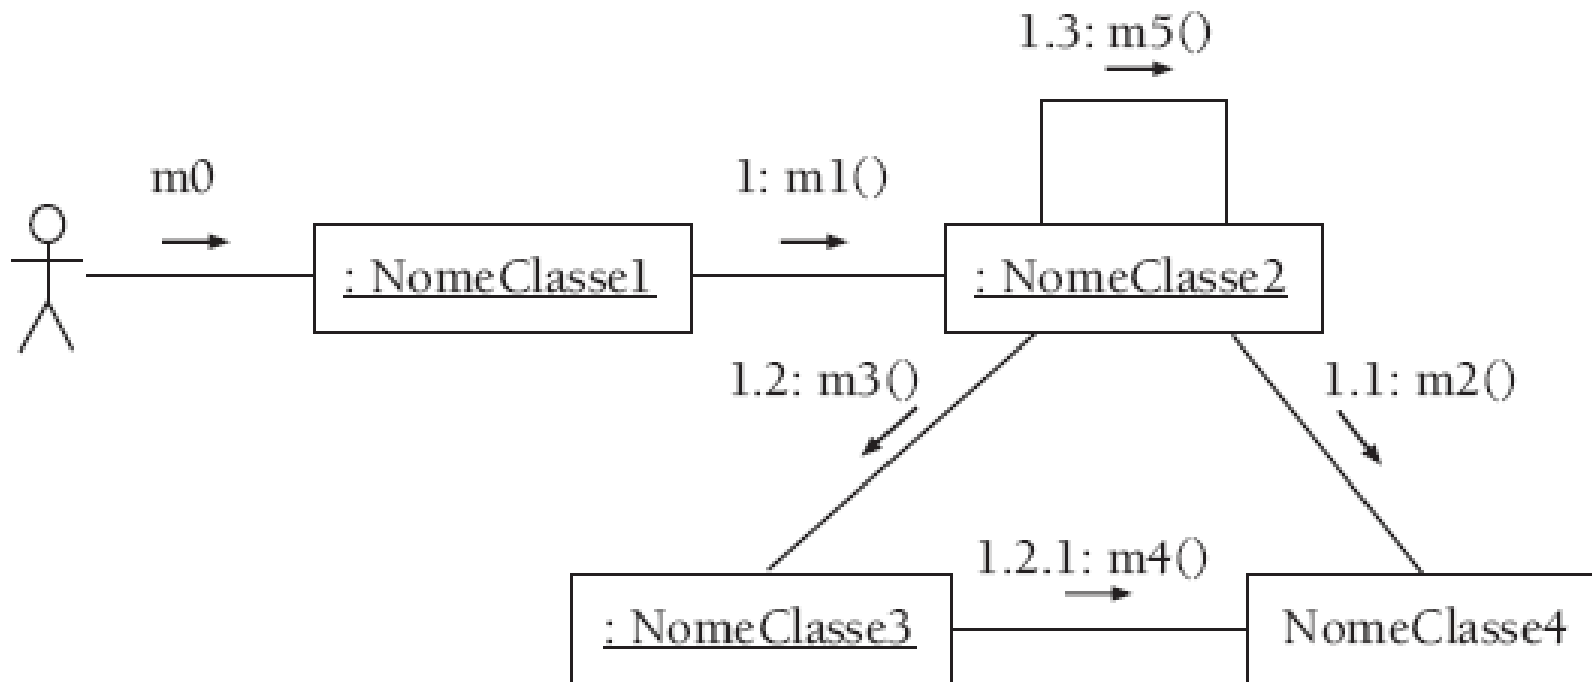 1.3: m5()
m0
1: m1()
: NomeClasse1
: NomeClasse2
1.2: m3()
1.1: m2()
1.2.1: m4()
: NomeClasse3
NomeClasse4